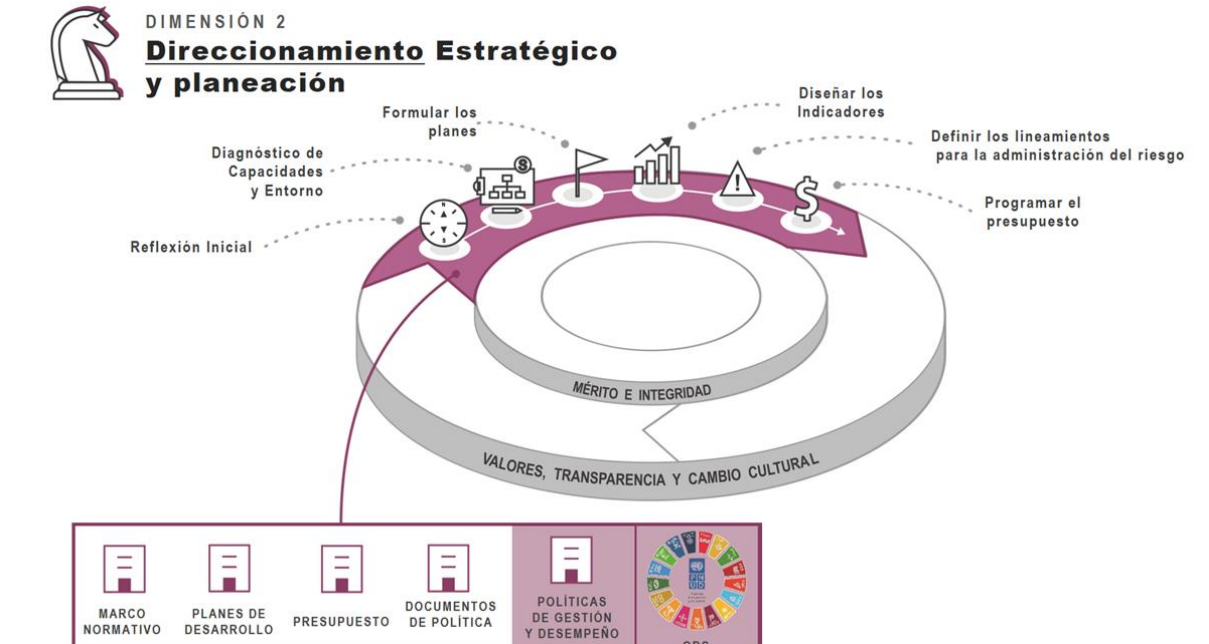 DIMENSIÓN 2
Direccionamiento Estratégico
y planeación
Reflexión Inicial
Diagnóstico de
Capacidades
y Entorno
Formular los
planes
Diseñar los
Indicadores
Definir los lineamientos
para la administración del riesgo
Programar el
presupuesto
N
S
$
!
$
MÉRITO E INTEGRIDAD
VALORES, TRANSPARENCIA Y CAMBIO CULTURAL
MARCO
NORMATIVO
PLANES DE
DESARROLLO
PRESUPUESTO
DOCUMENTOS
DE POLÍTICA
POLÍTICAS
DE GESTIÓN
Y DESEMPEÑO
P N
U D